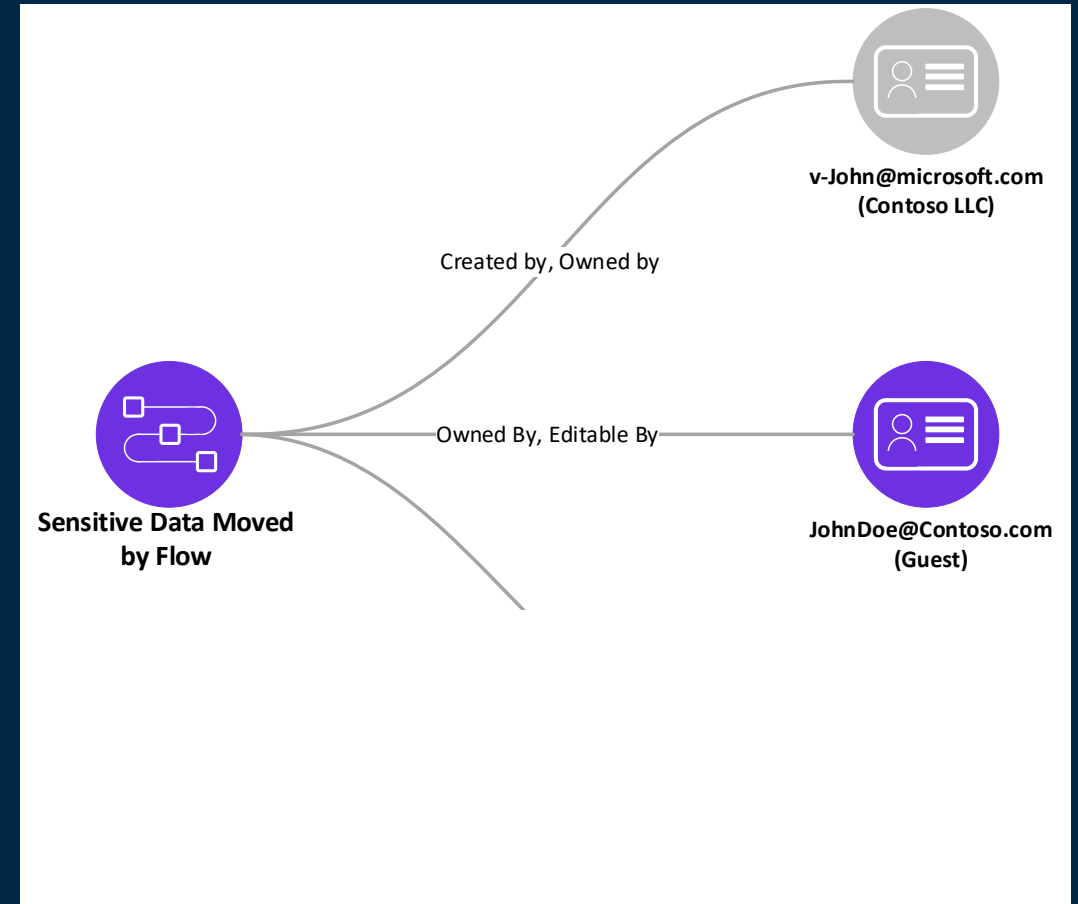 v-John@microsoft.com
(Contoso LLC)
Created by, Owned by
Owned By, Editable By
Sensitive Data Moved
by Flow
JohnDoe@Contoso.com
(Guest)